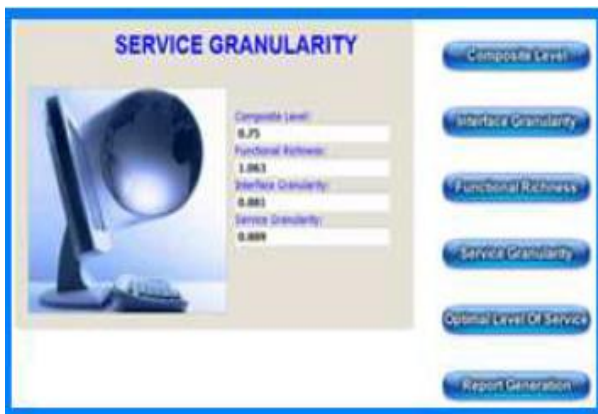 SERVICE GRANULARITY
Composite Level:
0.75
Functional Richness:
1.063
Interface Granularity:
0.881
Service Granularity:
0.889
Composite Level
Interface Granularity
Functional Richness
Service Granularity
Optimal Level Of Service
Report Generation